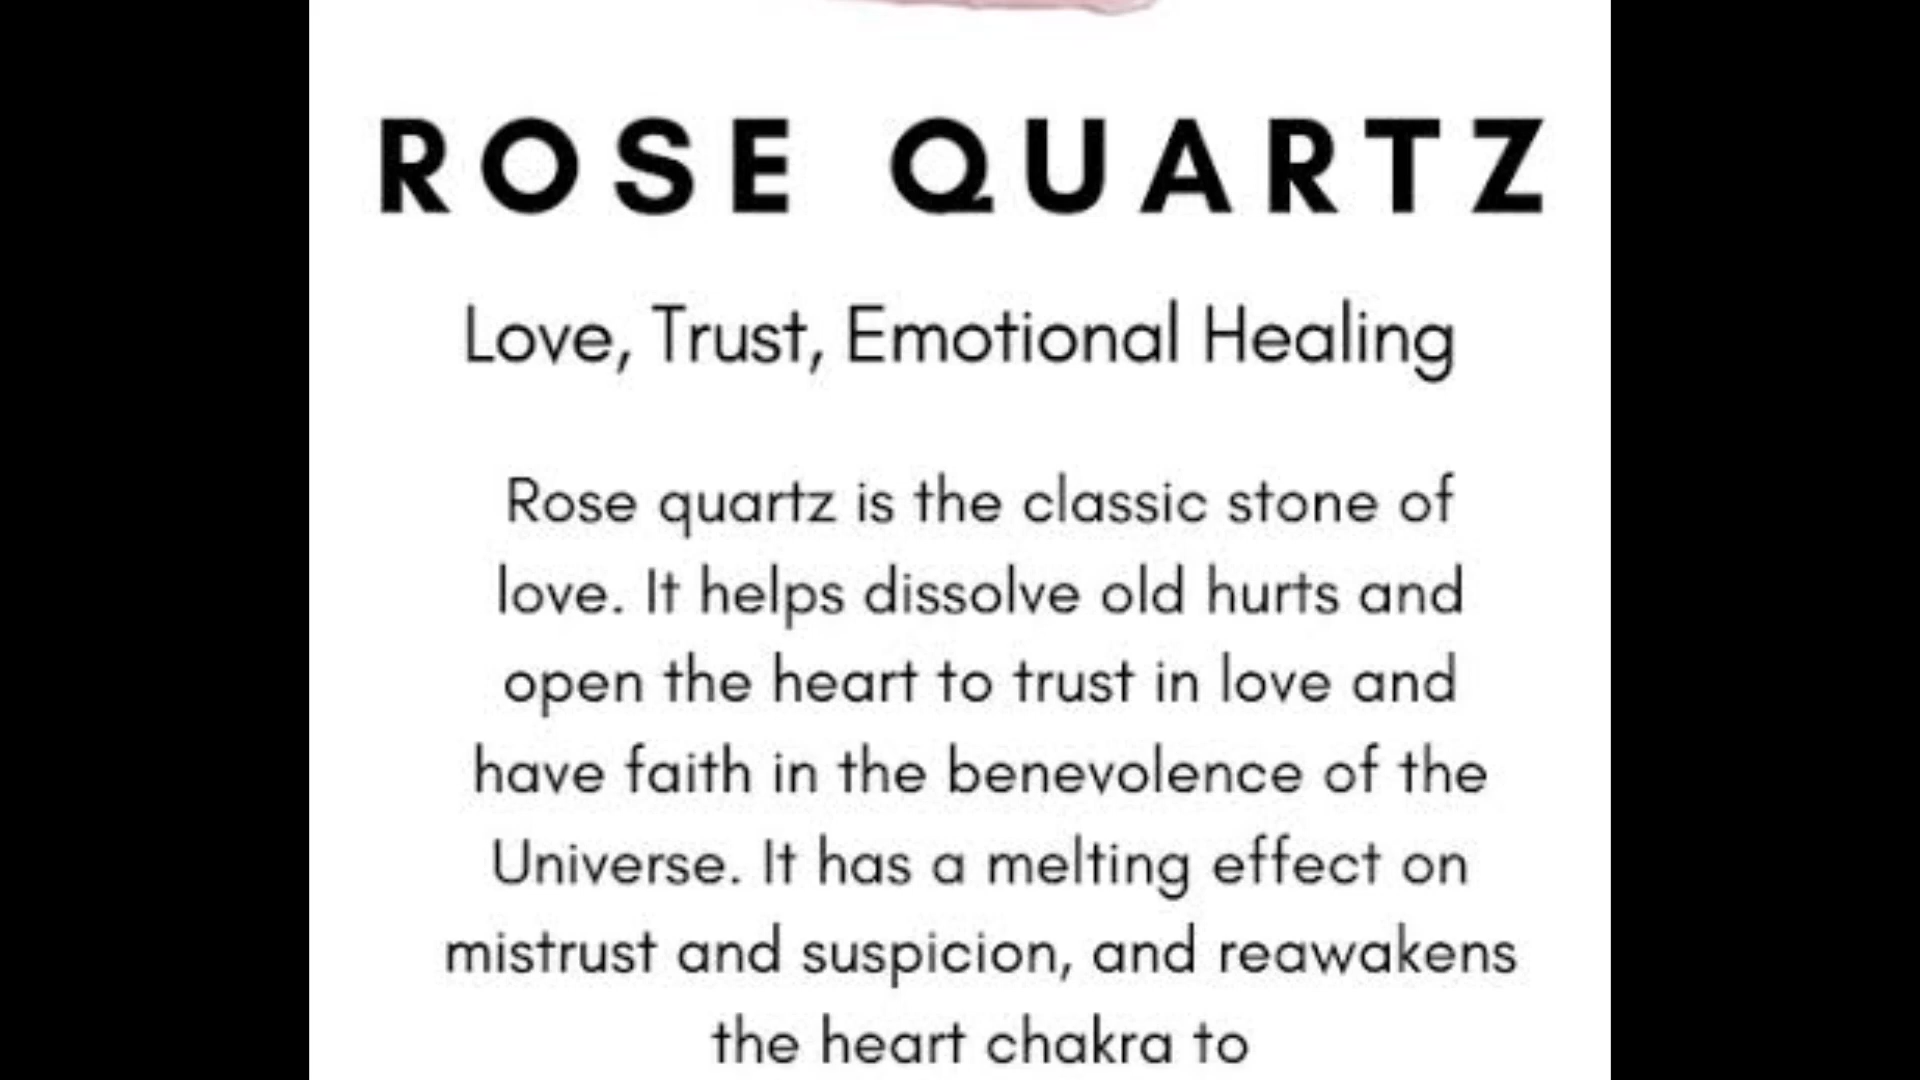 ROSE QUARTZ
Love, Trust, Emotional Healing
Rose quartz is the classic stone of
love. It helps dissolve old hurts and
open the heart to trust in love and
have faith in the benevolence of the
Universe. It has a melting effect on
mistrust and suspicion, and reawakens
the heart chakra to